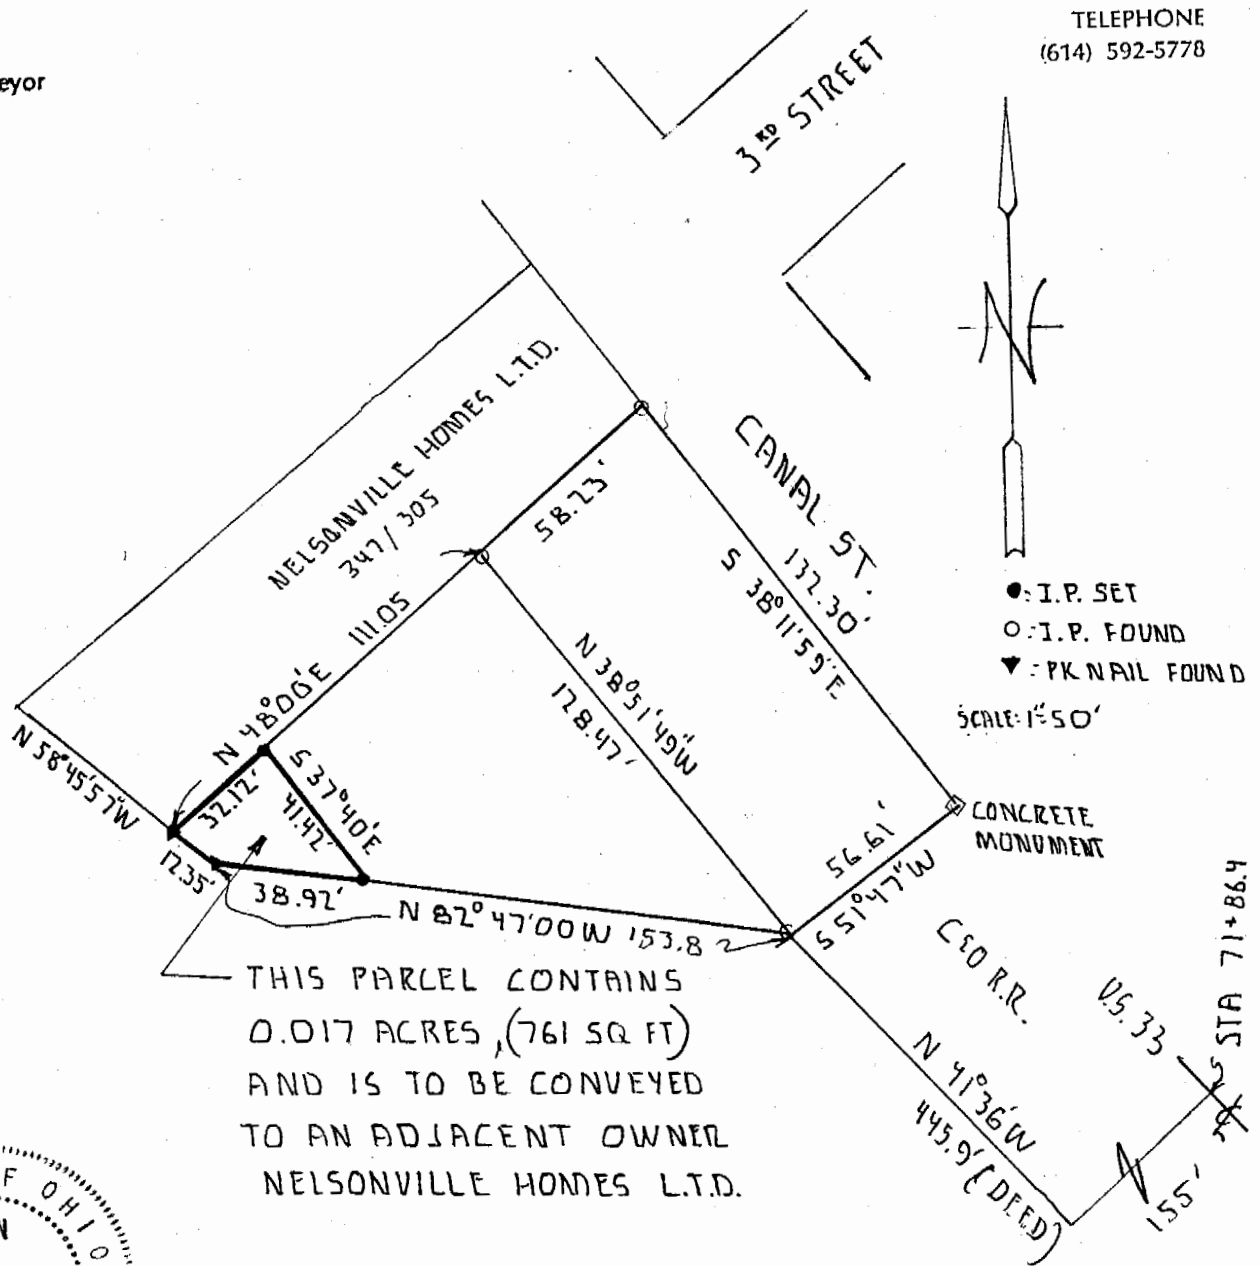 TELEPHONE
(614) 592-5778
eyor
3RD STREET
NELSONVILLE HOMES L.T.D.
347/305
CANAL ST.
132.30'
S 38°11'59"E
58.23'
111.05
N 48°00'E
N 38°51'49"W
128.47'
●: I.P. SET
○: I.P. FOUND
▼: PK NAIL FOUND
SCALE: 1"=50'
N 58°45'57"W
32.12'
S 37°40'E
41.42'
12.35'
38.92'
N 82°47'00W 153.8
56.61'
S 51°47"W
CONCRETE
MONUMENT
C&O R.R.
U.S. 33
STA 71+86.4
N 41°36'W
445.9' (DEED)
155'
THIS PARCEL CONTAINS
0.017 ACRES, (761 SQ FT)
AND IS TO BE CONVEYED
TO AN ADJACENT OWNER
NELSONVILLE HOMES L.T.D.
F OHIO
N